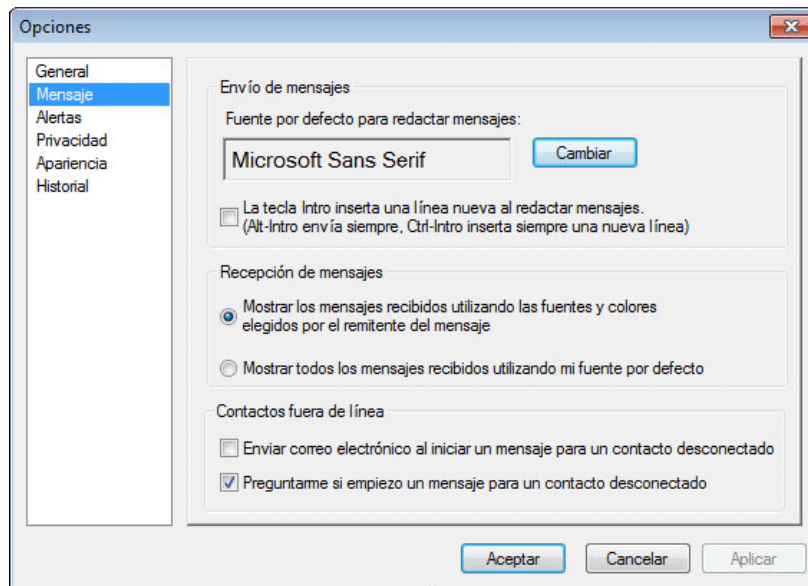 Opciones
General
Mensaje
Alertas
Privacidad
Apariencia
Historial
Envío de mensajes
Fuente por defecto para redactar mensajes:
Microsoft Sans Serif
Cambiar
La tecla Intro inserta una línea nueva al redactar mensajes.
(Alt-Intro envía siempre, Ctrl-Intro inserta siempre una nueva línea)
Recepción de mensajes
Mostrar los mensajes recibidos utilizando las fuentes y colores
elegidos por el remitente del mensaje
Mostrar todos los mensajes recibidos utilizando mi fuente por defecto
Contactos fuera de línea
Enviar correo electrónico al iniciar un mensaje para un contacto desconectado
Preguntarme si empiezo un mensaje para un contacto desconectado
Aceptar
Cancelar
Aplicar